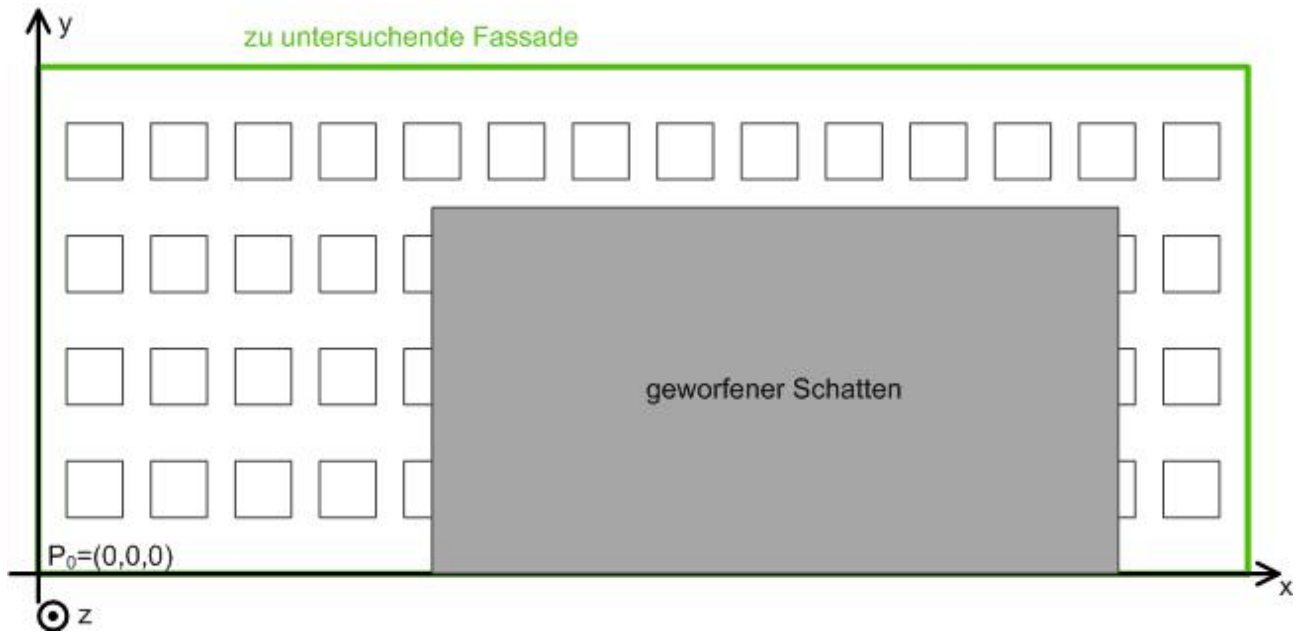 y
zu untersuchende Fassade
geworfener Schatten
P₀=(0,0,0)
x
z